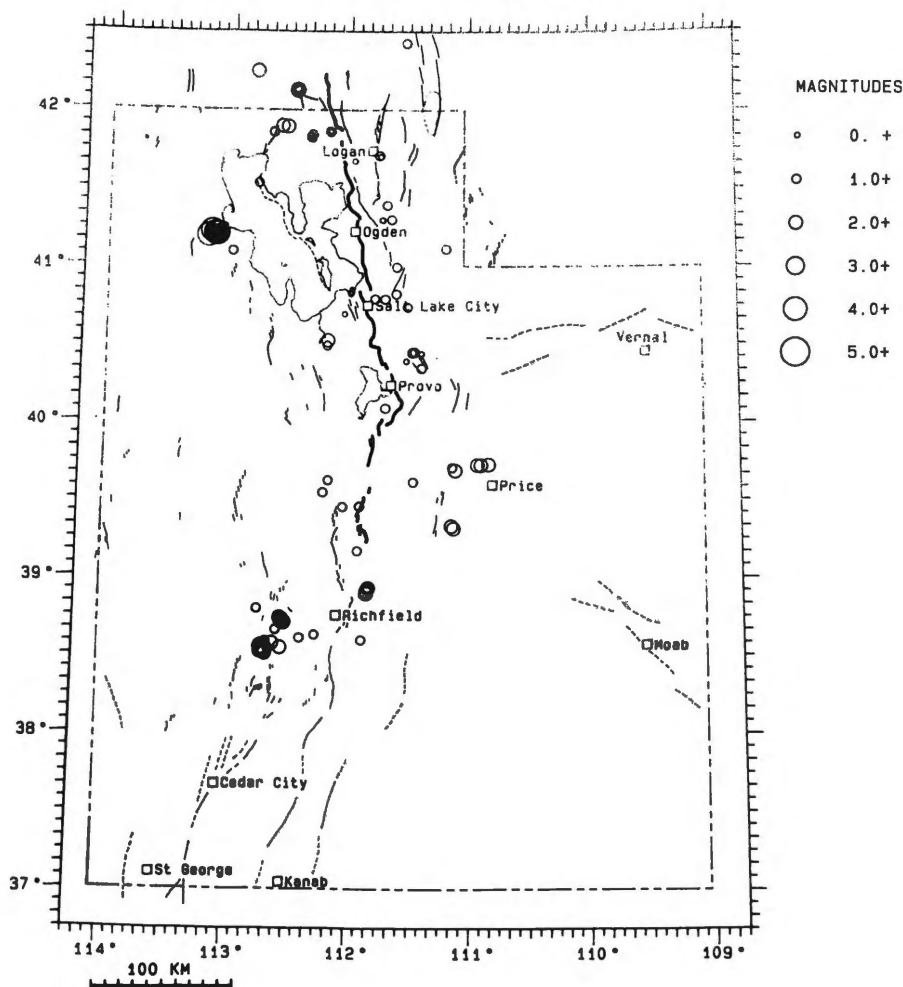 MAGNITUDES
0. +
1.0+
2.0+
3.0+
4.0+
5.0+
42°
41°
40°
39°
38°
37°
Logan
Ogden
Salt Lake City
Vernal
Provo
Price
Richfield
Moab
Cedar City
St George
Kanab
114° 113° 112° 111° 110° 109°
100 KM